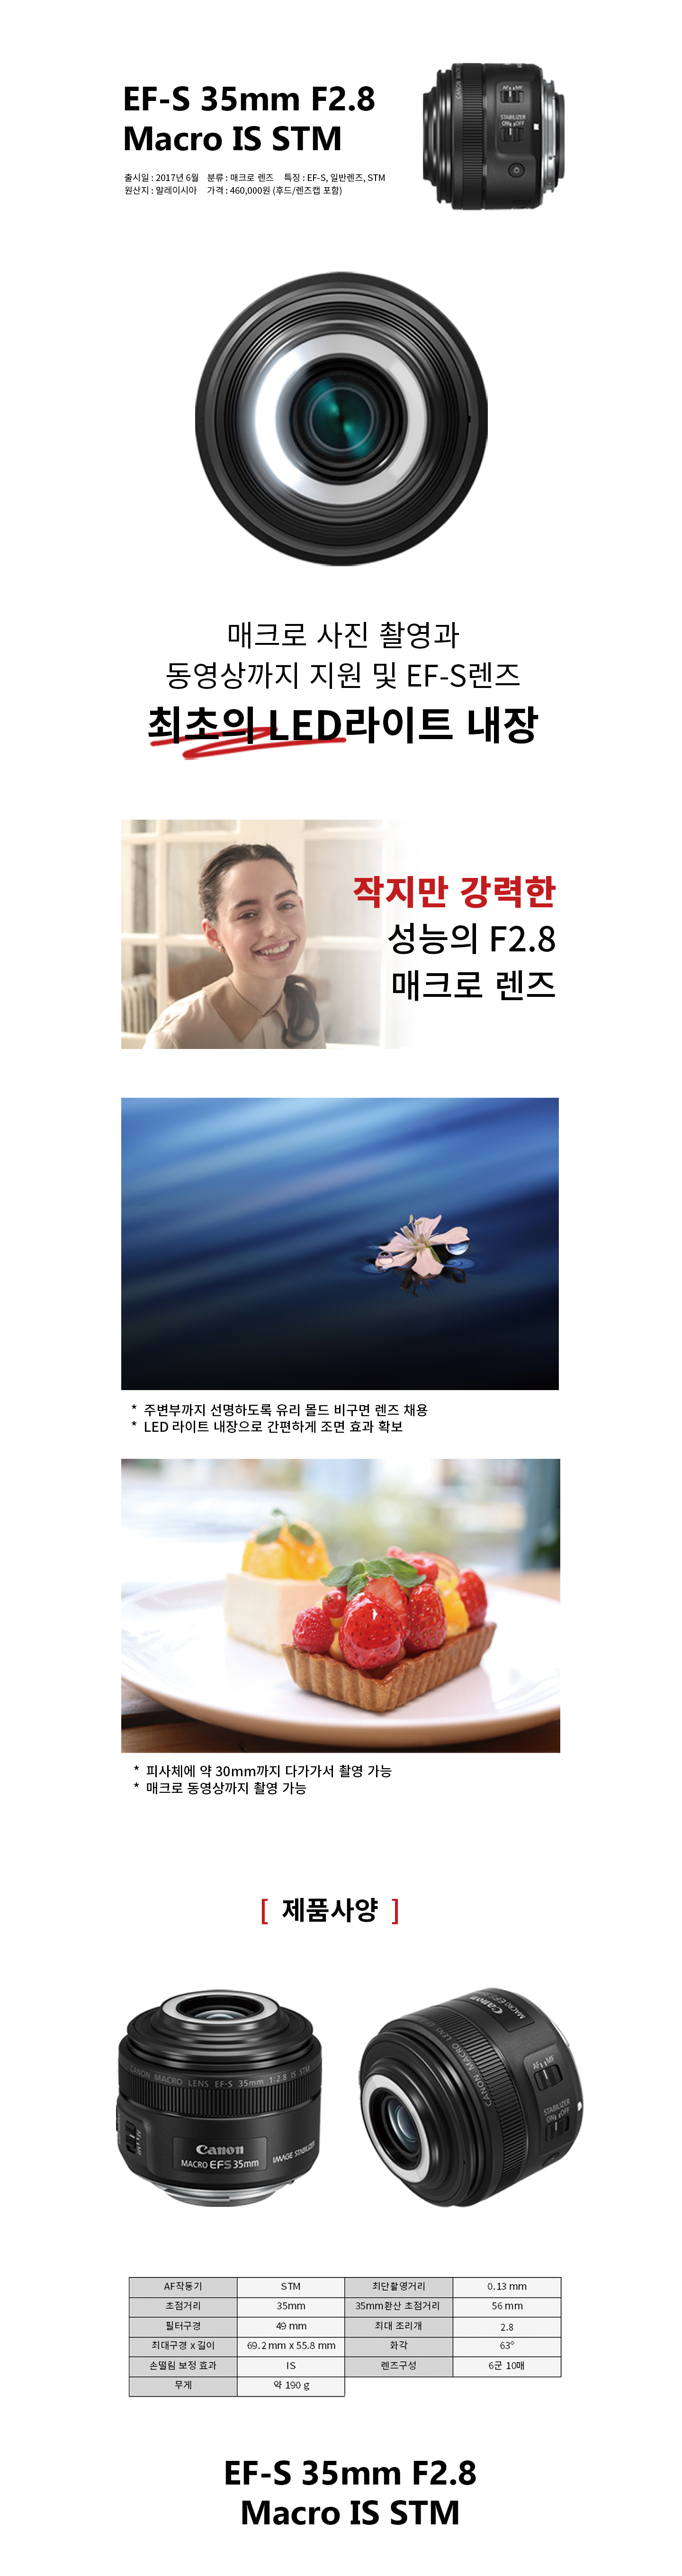 EF-S 35mm F2.8
Macro IS STM
출시일 : 2017년 6월 분류 : 매크로 렌즈 특징 : EF-S, 일반렌즈, STM
원산지 : 말레이시아 가격 : 460,000원 (후드/렌즈캡 포함)
AF MF
STABILIZER
ON OFF
매크로 사진 촬영과
동영상까지 지원 및 EF-S렌즈
최초의 LED라이트 내장
작지만 강력한
성능의 F2.8
매크로 렌즈
* 주변부까지 선명하도록 유리 몰드 비구면 렌즈 채용
* LED 라이트 내장으로 간편하게 조면 효과 확보
* 피사체에 약 30mm까지 다가가서 촬영 가능
* 매크로 동영상까지 촬영 가능
[ 제품사양 ]
CANON MACRO LENS EF-S 35mm 1:2.8 IS STM
Canon
MACRO EFS 35mm
IMAGE STABILIZER
Canon
CANON MACRO LENS
AF MF
STABILIZER
ON OFF
AF작동기 STM 최단촬영거리 0.13 mm
초점거리 35mm 35mm환산 초점거리 56 mm
필터구경 49 mm 최대 조리개 2.8
최대구경 x 길이 69.2 mm x 55.8 mm 화각 63°
손떨림 보정 효과 IS 렌즈구성 6군 10매
무게 약 190 g
EF-S 35mm F2.8
Macro IS STM